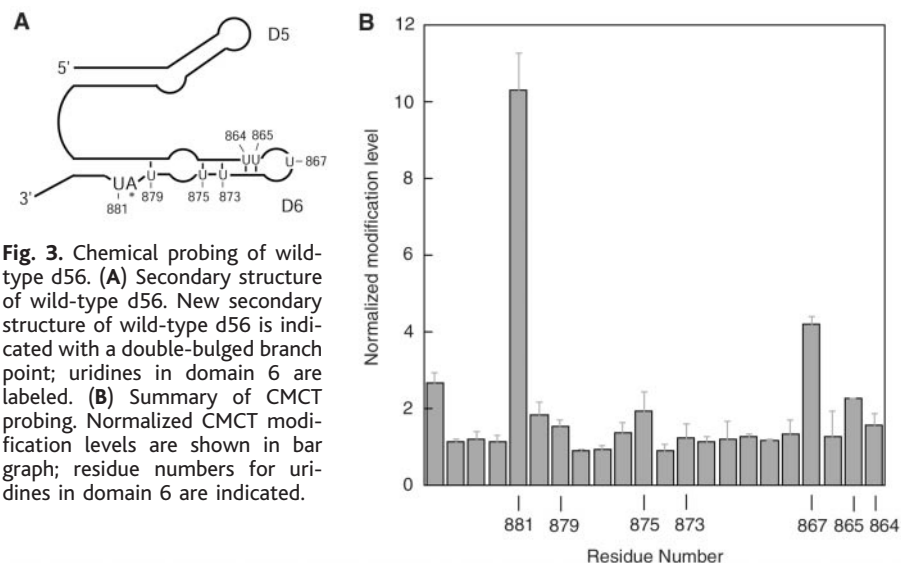 A
D5
5'
864 865
UU
U
867
3'
UA
*
881
U
879
U
875
U
873
D6
Fig. 3. Chemical probing of wild-
type d56. (A) Secondary structure
of wild-type d56. New secondary
structure of wild-type d56 is indi-
cated with a double-bulged branch
point; uridines in domain 6 are
labeled. (B) Summary of CMCT
probing. Normalized CMCT modi-
fication levels are shown in bar
graph; residue numbers for uri-
dines in domain 6 are indicated.
B
Normalized modification level
12
10
8
6
4
2
0
881 879 875 873 867 865 864
Residue Number